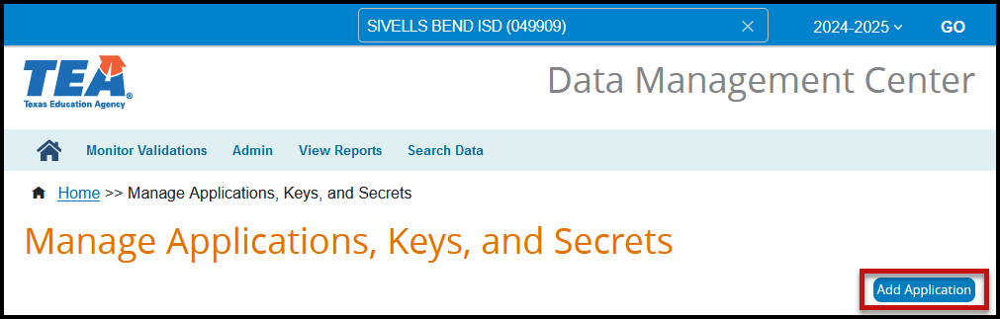 SIVELLS BEND ISD (049909)
2024-2025
GO
TEA®
Texas Education Agency
Data Management Center
Monitor Validations
Admin
View Reports
Search Data
Home >> Manage Applications, Keys, and Secrets
Manage Applications, Keys, and Secrets
Add Application